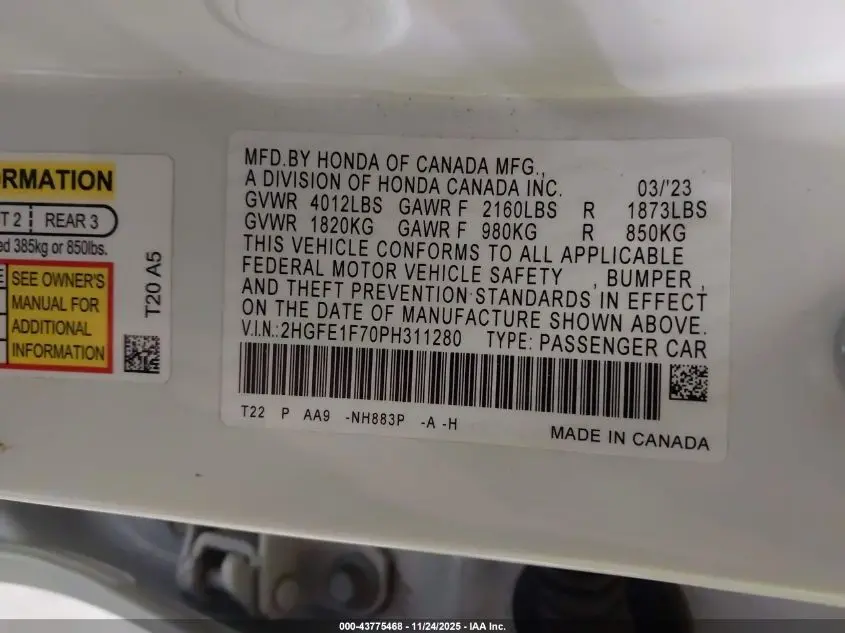 RMATION
T 2 REAR 3
ed 385kg or 850lbs.
E
SEE OWNER'S
MANUAL FOR
ADDITIONAL
INFORMATION
T20 A5
MFD.BY HONDA OF CANADA MFG.,
A DIVISION OF HONDA CANADA INC. 03/'23
GVWR 4012LBS GAWR F 2160LBS R 1873LBS
GVWR 1820KG GAWR F 980KG R 850KG
THIS VEHICLE CONFORMS TO ALL APPLICABLE
FEDERAL MOTOR VEHICLE SAFETY , BUMPER ,
AND THEFT PREVENTION STANDARDS IN EFFECT
ON THE DATE OF MANUFACTURE SHOWN ABOVE.
V.I.N.:2HGFE1F70PH311280 TYPE: PASSENGER CAR
T22 P AA9 -NH883P -A -H
MADE IN CANADA
000-43775468 - 11/24/2025 - IAA Inc.